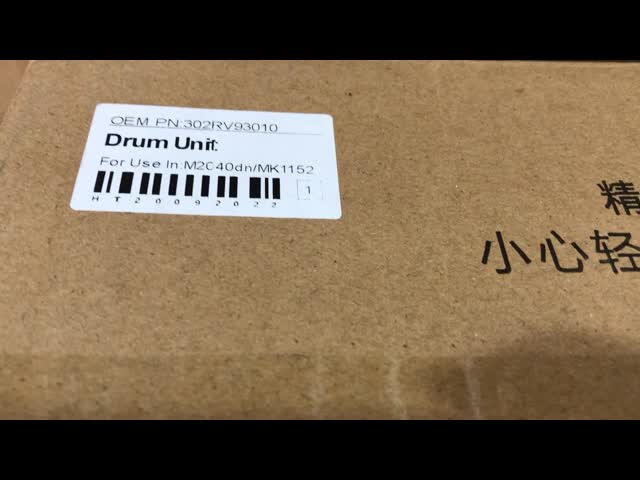 OEM PN:302RV93010
Drum Unit:
For Use In:M2040dn/MK1152
HT20092022
1
精
小心轻